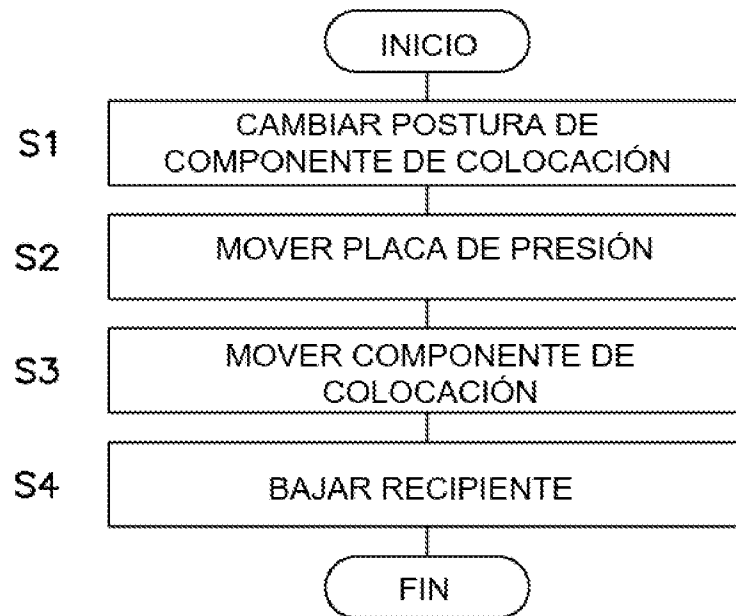 INICIO
S1
CAMBIAR POSTURA DE
COMPONENTE DE COLOCACIÓN
S2
MOVER PLACA DE PRESIÓN
S3
MOVER COMPONENTE DE
COLOCACIÓN
S4
BAJAR RECIPIENTE
FIN